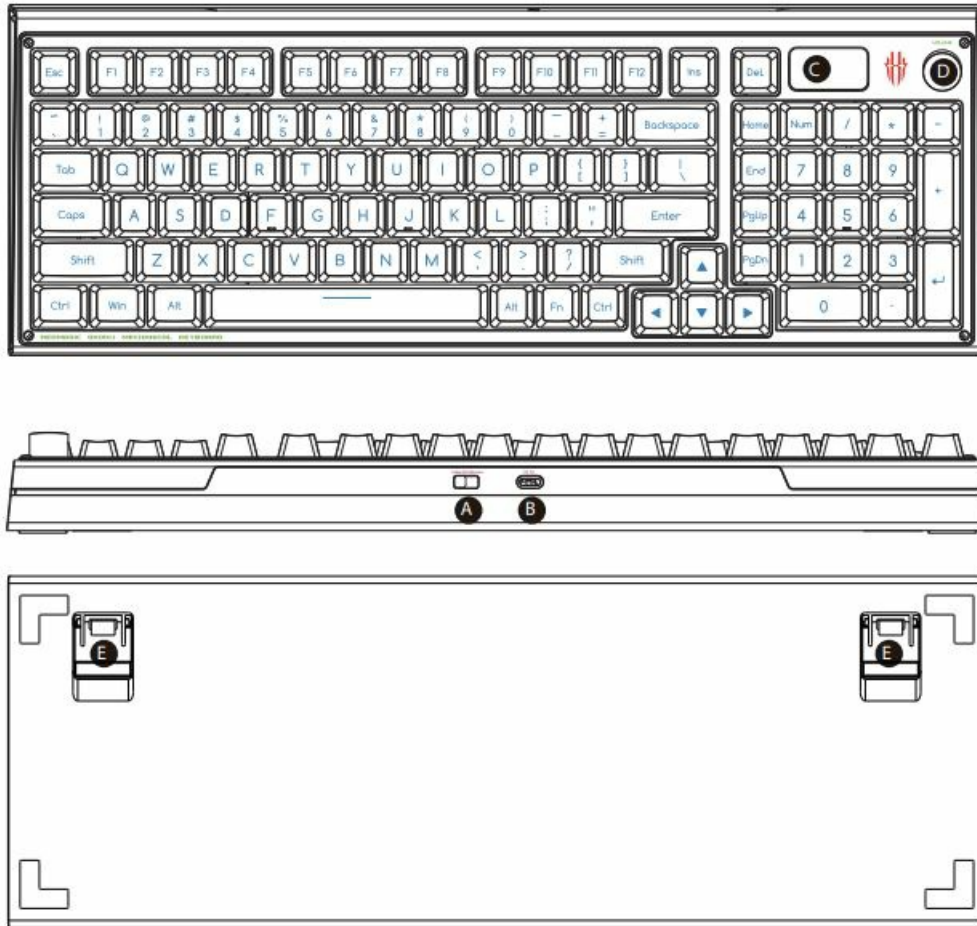 Esc F1 F2 F3 F4 F5 F6 F7 F8 F9 F10 F11 F12 Ins Del C D
~ ` ! 1 @ 2 # 3 $ 4 % 5 ^ 6 & 7 * 8 ( 9 ) 0 — _ + = Backspace Home Num / * -
Tab Q W E R T Y U I O P { [ } ] | \ End 7 8 9 +
Caps A S D F G H J K L : ; " , Enter PgUp 4 5 6
Shift Z X C V B N M < , > . ? / Shift ▲ PgDn 1 2 3 ↵
Ctrl Win Alt Alt Fn Ctrl ◀ ▼ ▶ 0 .
A B
E E